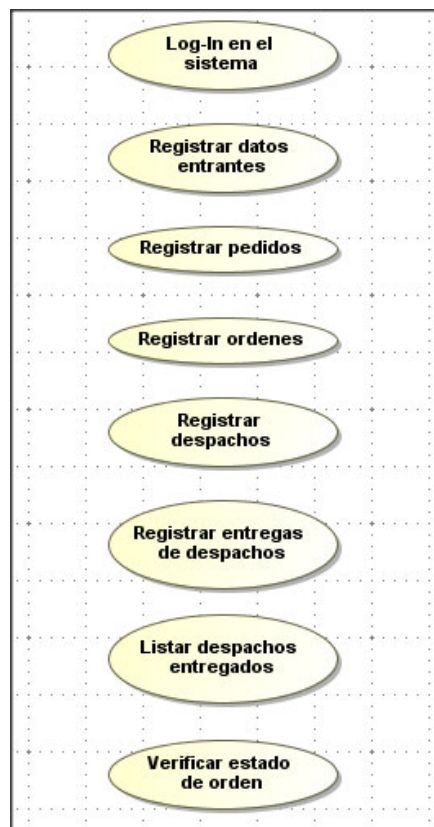 Log-In en el
sistema
Registrar datos
entrantes
Registrar pedidos
Registrar ordenes
Registrar
despachos
Registrar entregas
de despachos
Listar despachos
entregados
Verificar estado
de orden